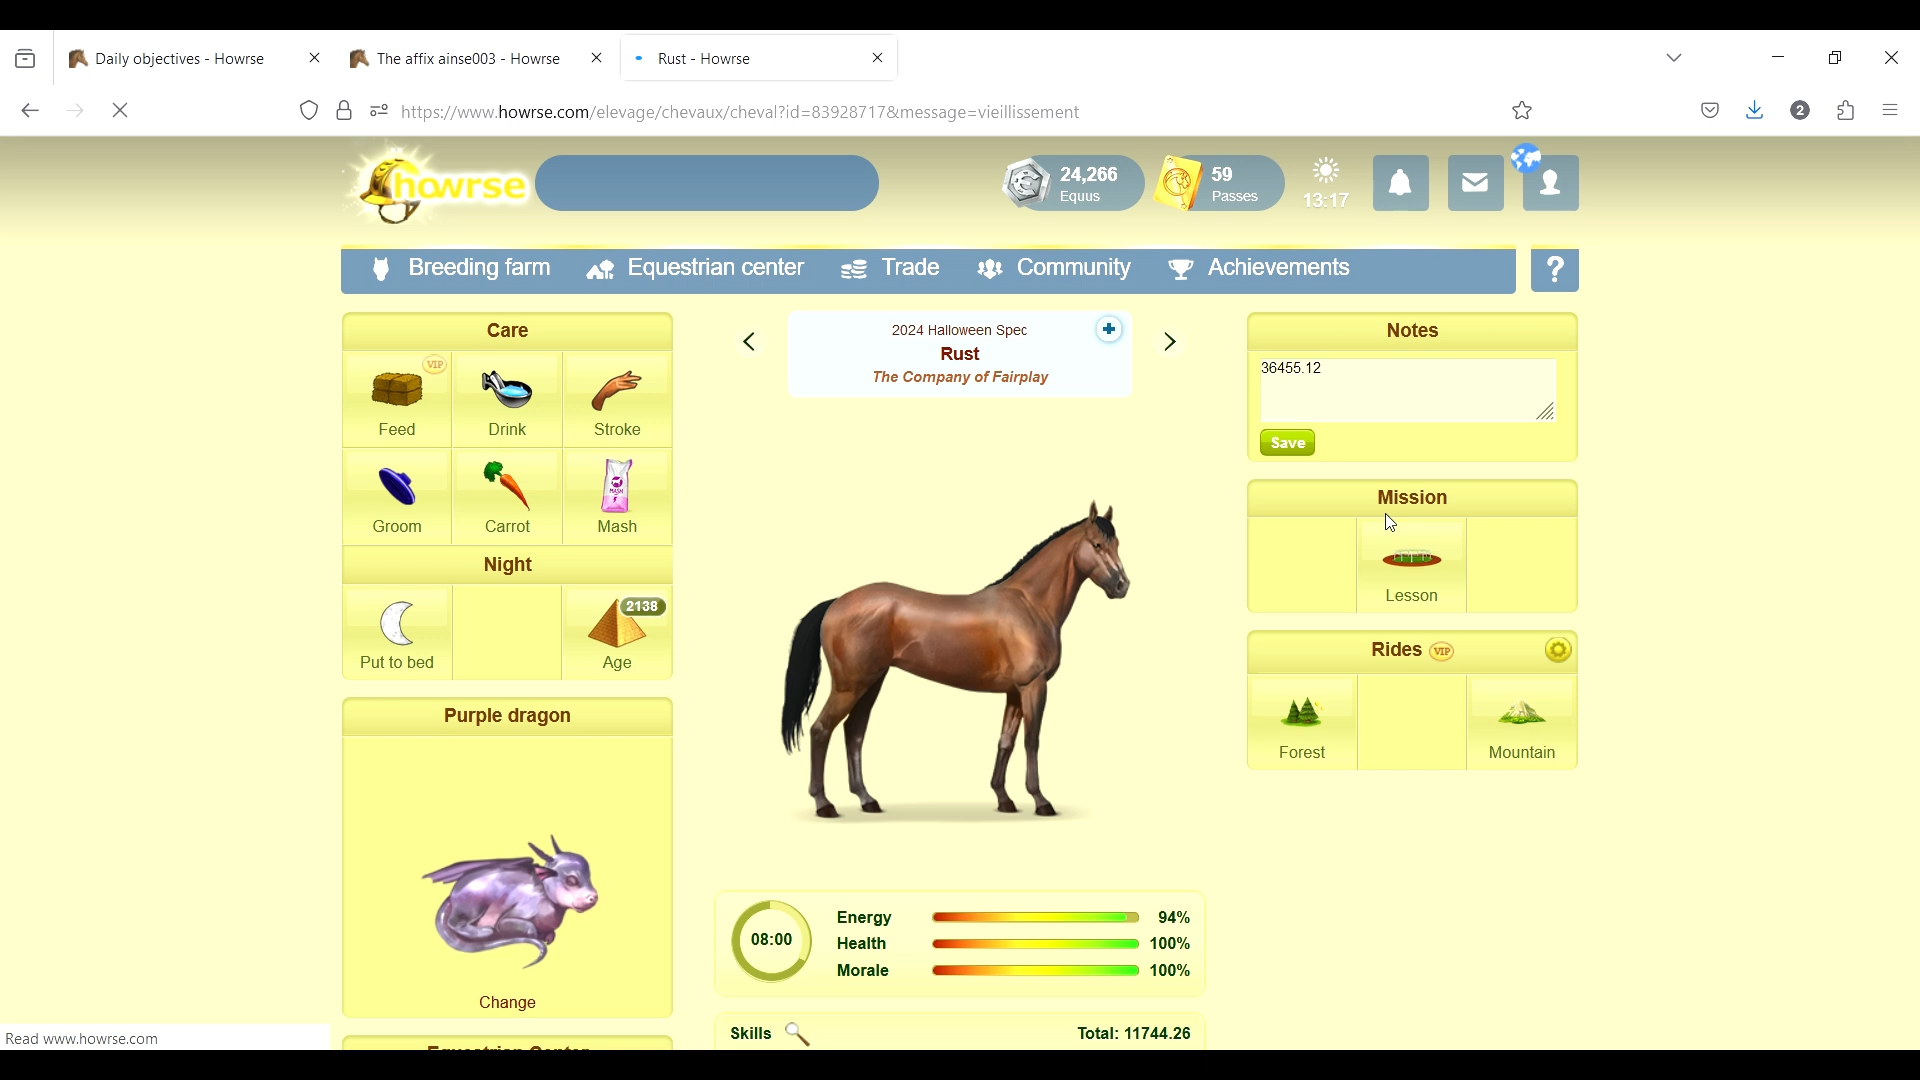 Daily objectives - Howrse
The affix ainse003 - Howrse
Rust - Howrse
https://www.howrse.com/elevage/chevaux/cheval?id=83928717&message=vieillissement
2
howrse
24,266
Equus
59
Passes
13:17
Breeding farm
Equestrian center
Trade
Community
Achievements
?
Care
VIP
Feed
Drink
Stroke
Groom
Carrot
MASH
Mash
Night
Put to bed
2138
Age
Purple dragon
Change
2024 Halloween Spec
Rust
The Company of Fairplay
08:00
Energy 94%
Health 100%
Morale 100%
Skills
Total: 11744.26
Notes
36455.12
Save
Mission
Lesson
Rides VIP
Forest
Mountain
Equestrian Center
Read www.howrse.com